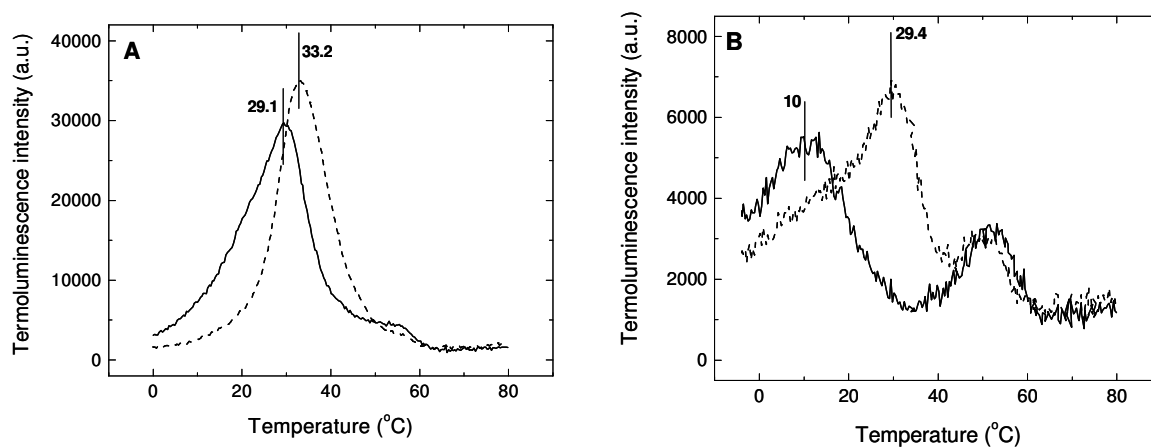 A
33.2
29.1
40000
30000
20000
10000
0
Termoluminescence intensity (a.u.)
0 20 40 60 80
Temperature (°C)
B
29.4
10
8000
6000
4000
2000
0
Termoluminescence intensity (a.u.)
0 20 40 60 80
Temperature (°C)